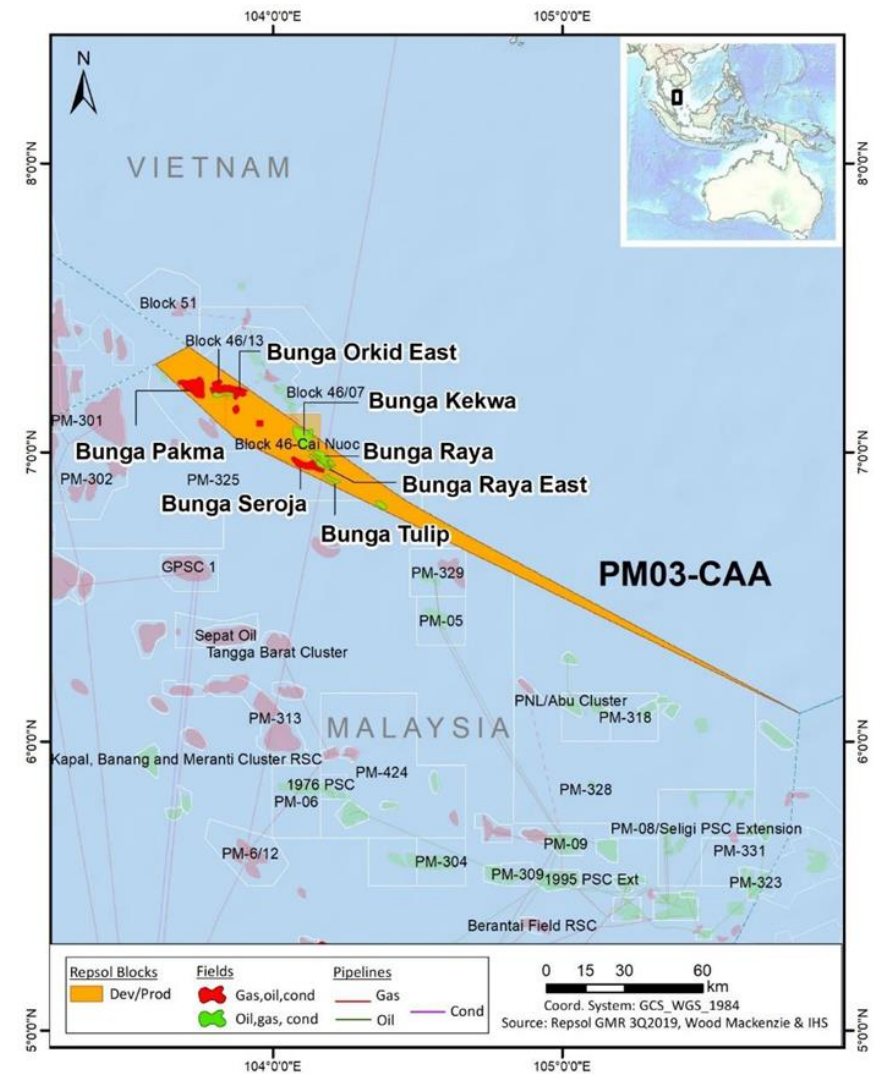 104°0'0"E
105°0'0"E
N
8°0'0"N
8°0'0"N
VIETNAM
Block 51
Block 46/13
Bunga Orkid East
Block 46/07
Bunga Kekwa
PM-301
7°0'0"N
7°0'0"N
Bunga Pakma
Block 46-Cai Nuoc
Bunga Raya
PM-302
PM-325
Bunga Raya East
Bunga Seroja
Bunga Tulip
PM03-CAA
GPSC 1
PM-329
PM-05
Sepat Oil
Tangga Barat Cluster
PNL/Abu Cluster
PM-313
PM-318
MALAYSIA
6°0'0"N
6°0'0"N
Kapal, Banang and Meranti Cluster RSC
PM-424
1976 PSC
PM-328
PM-06
PM-08/Seligi PSC Extension
PM-09
PM-331
PM-6/12
PM-304
PM-309
1995 PSC Ext
PM-323
Berantai Field RSC
Repsol Blocks
Dev/Prod
Fields
Gas,oil,cond
Oil,gas, cond
Pipelines
Gas
Oil
Cond
0 15 30 60
km
Coord. System: GCS_WGS_1984
Source: Repsol GMR 3Q2019, Wood Mackenzie & IHS
5°0'0"N
5°0'0"N
104°0'0"E
105°0'0"E